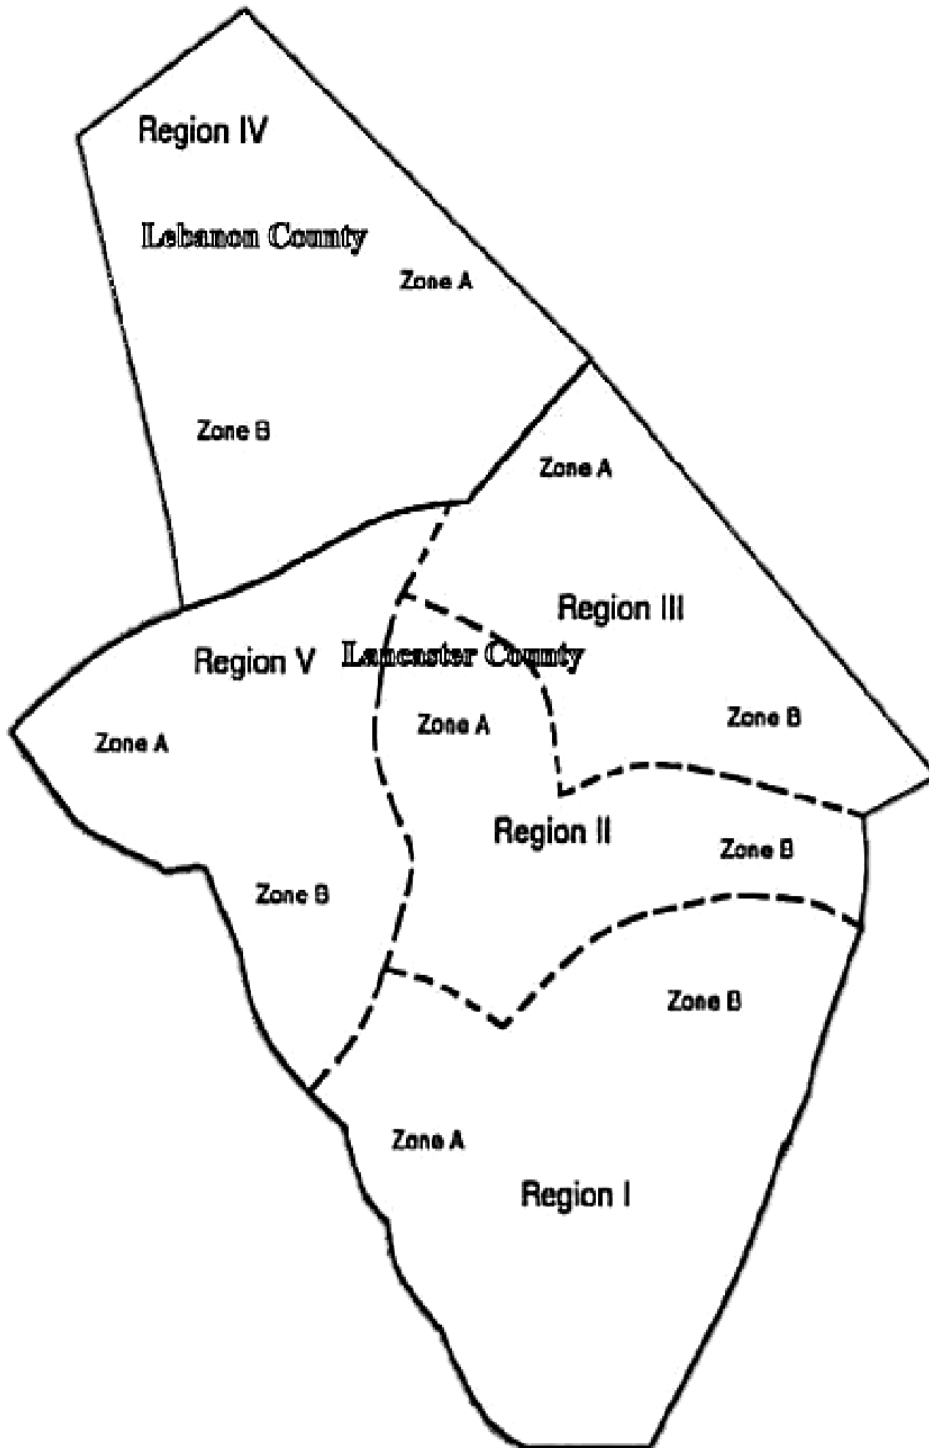 Region IV
Lebanon County
Zone A
Zone B
Zone A
Region III
Region V
Lancaster County
Zone B
Zone A
Zone A
Region II
Zone B
Zone B
Zone B
Zone A
Region I